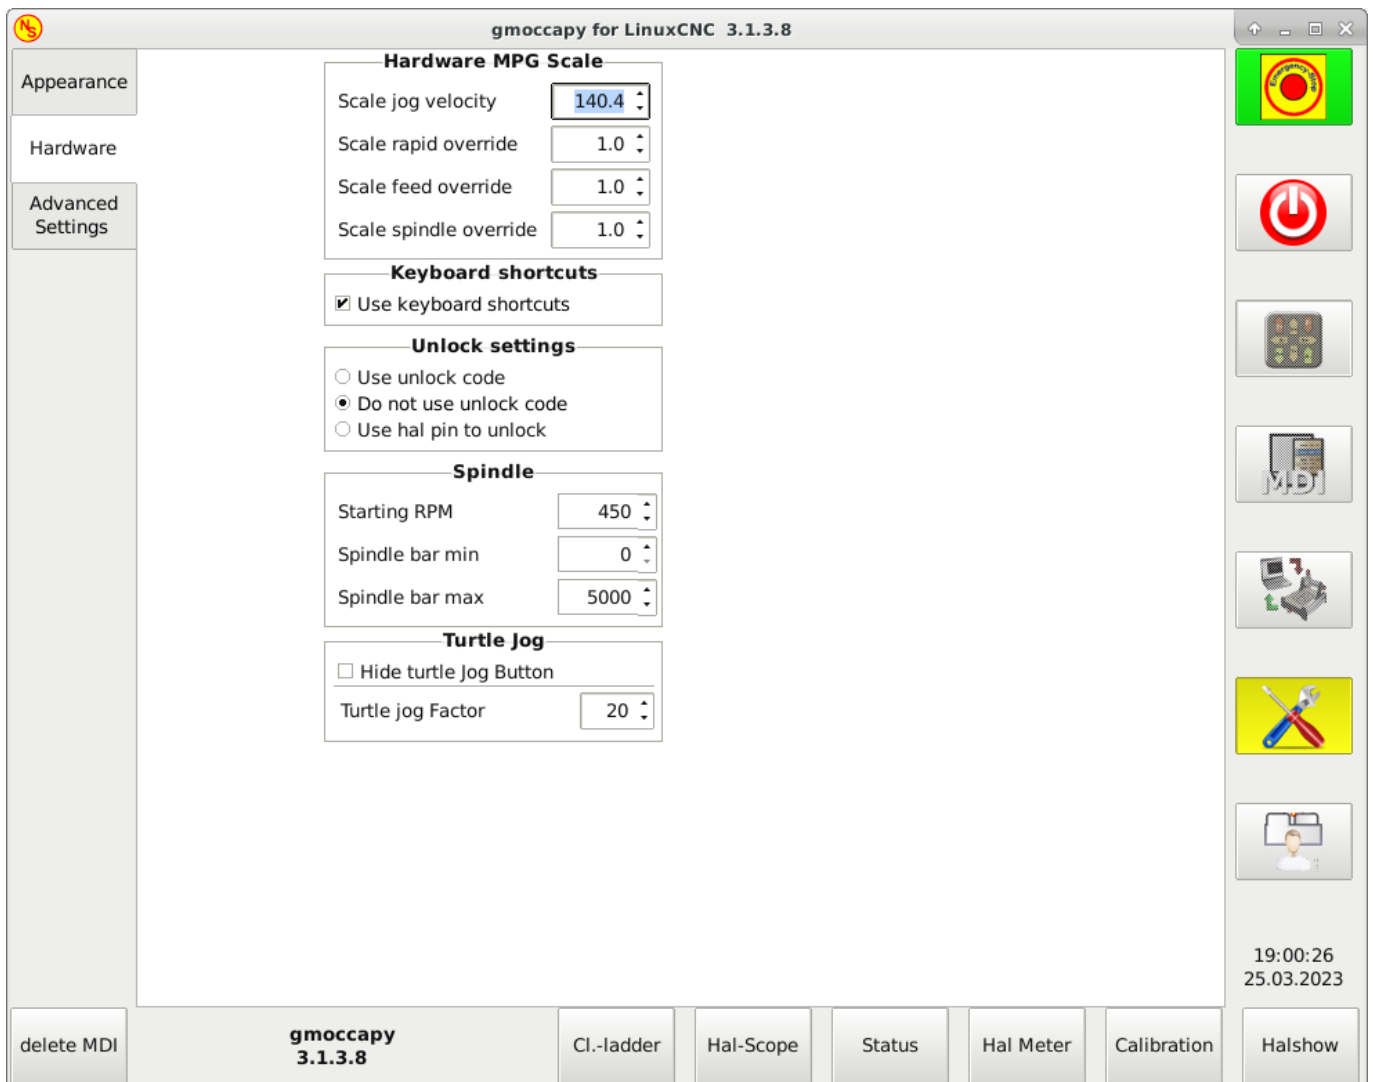 NS
gmoccapy for LinuxCNC 3.1.3.8
Appearance
Hardware
Advanced
Settings
Hardware MPG Scale
Scale jog velocity 140.4
Scale rapid override 1.0
Scale feed override 1.0
Scale spindle override 1.0
Keyboard shortcuts
Use keyboard shortcuts
Unlock settings
Use unlock code
Do not use unlock code
Use hal pin to unlock
Spindle
Starting RPM 450
Spindle bar min 0
Spindle bar max 5000
Turtle Jog
Hide turtle Jog Button
Turtle jog Factor 20
Emergency-Stop
MDI
19:00:26
25.03.2023
delete MDI
gmoccapy
3.1.3.8
Cl.-ladder
Hal-Scope
Status
Hal Meter
Calibration
Halshow